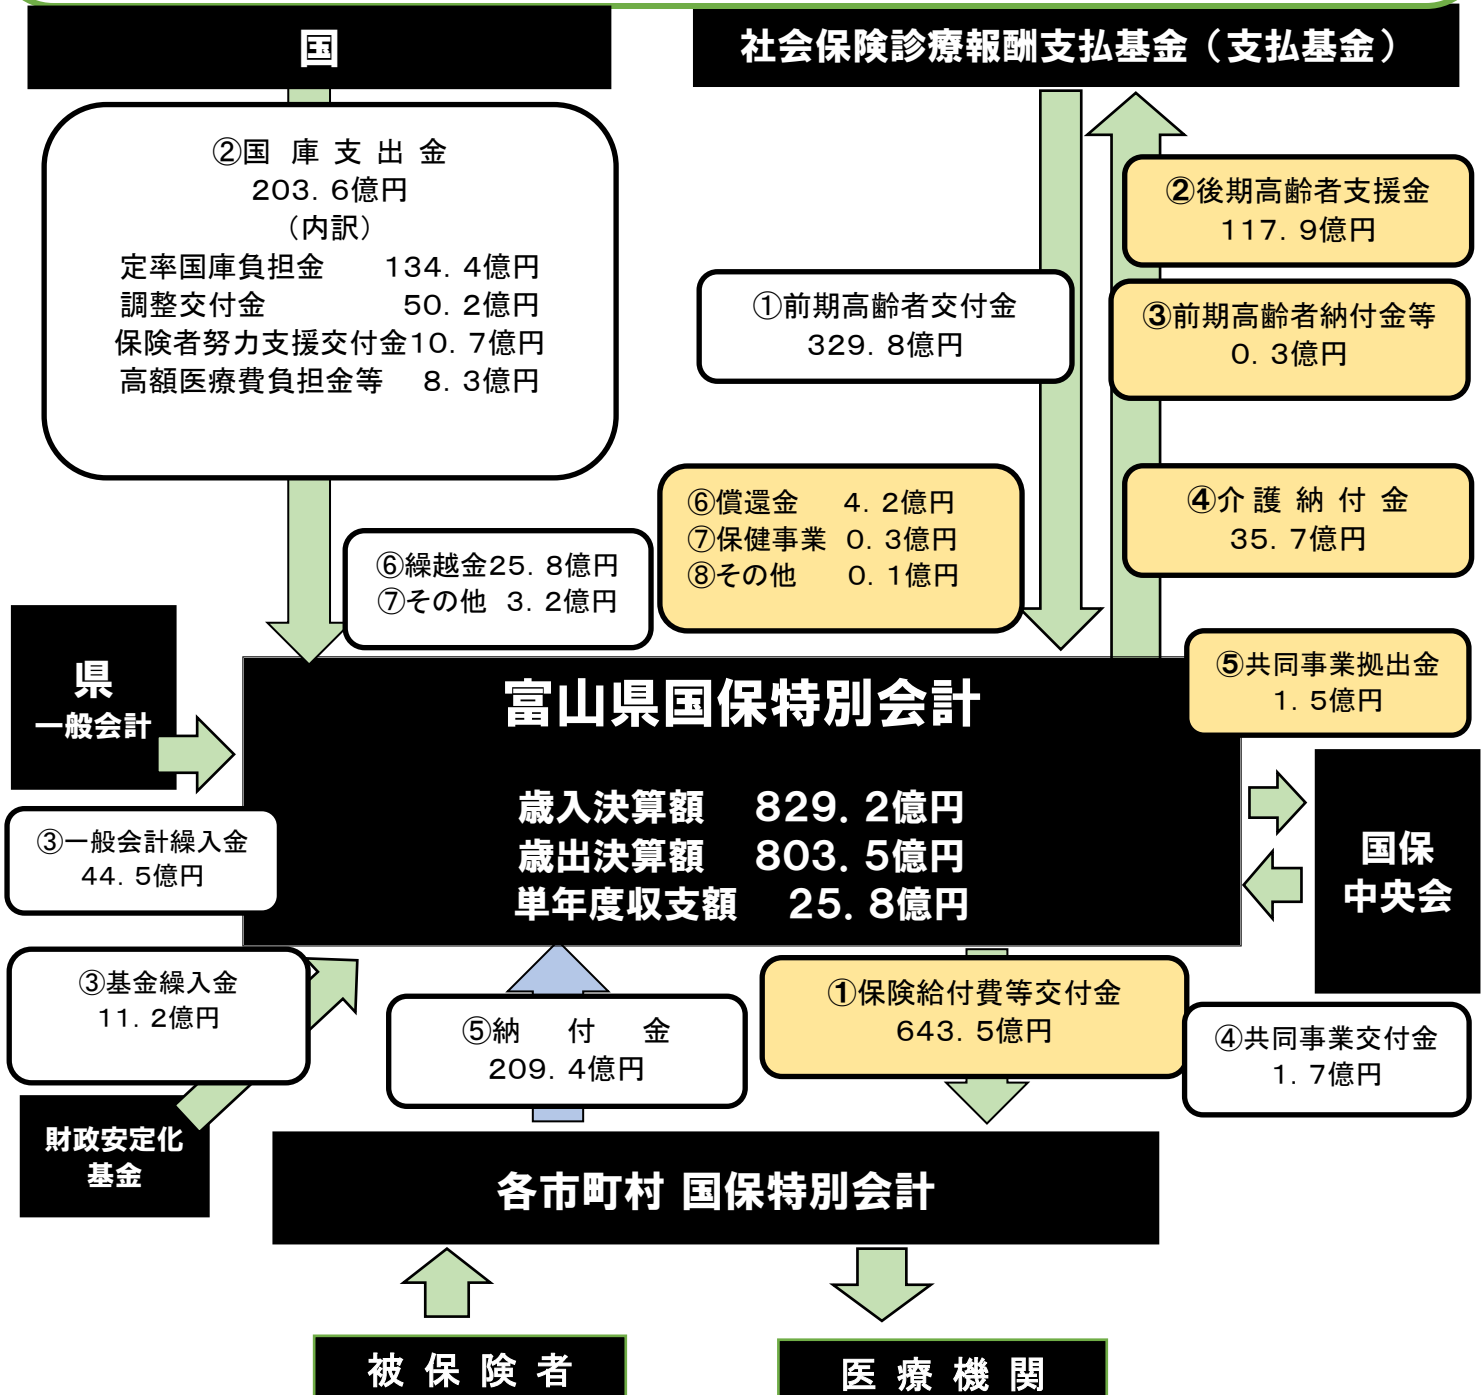 国
社会保険診療報酬支払基金（支払基金）
②国 庫 支 出 金
２０３．６億円
（内訳）
定率国庫負担金 １３４．４億円
調整交付金 ５０．２億円
保険者努力支援交付金１０．７億円
高額医療費負担金等 ８．３億円
②後期高齢者支援金
１１７．９億円
①前期高齢者交付金
３２９．８億円
③前期高齢者納付金等
０．３億円
⑥償還金 ４．２億円
⑦保健事業 ０．３億円
⑧その他 ０．１億円
④介 護 納 付 金
３５．７億円
⑥繰越金２５．８億円
⑦その他 ３．２億円
県
一般会計
⑤共同事業拠出金
１．５億円
富山県国保特別会計
歳入決算額 ８２９．２億円
歳出決算額 ８０３．５億円
単年度収支額 ２５．８億円
③一般会計繰入金
４４．５億円
国保
中央会
③基金繰入金
１１．２億円
⑤納 付 金
２０９．４億円
①保険給付費等交付金
６４３．５億円
④共同事業交付金
１．７億円
財政安定化
基金
各市町村 国保特別会計
被 保 険 者
医 療 機 関